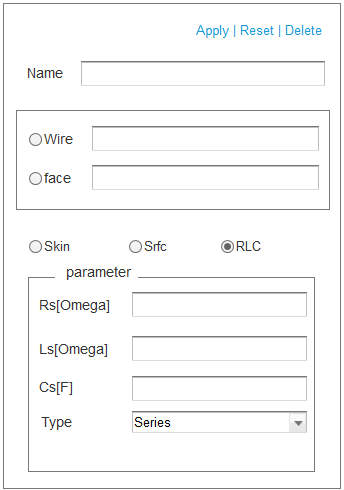 Apply | Reset | Delete
Name
Wire
face
Skin Srfc RLC
parameter
Rs[Omega]
Ls[Omega]
Cs[F]
Type Series